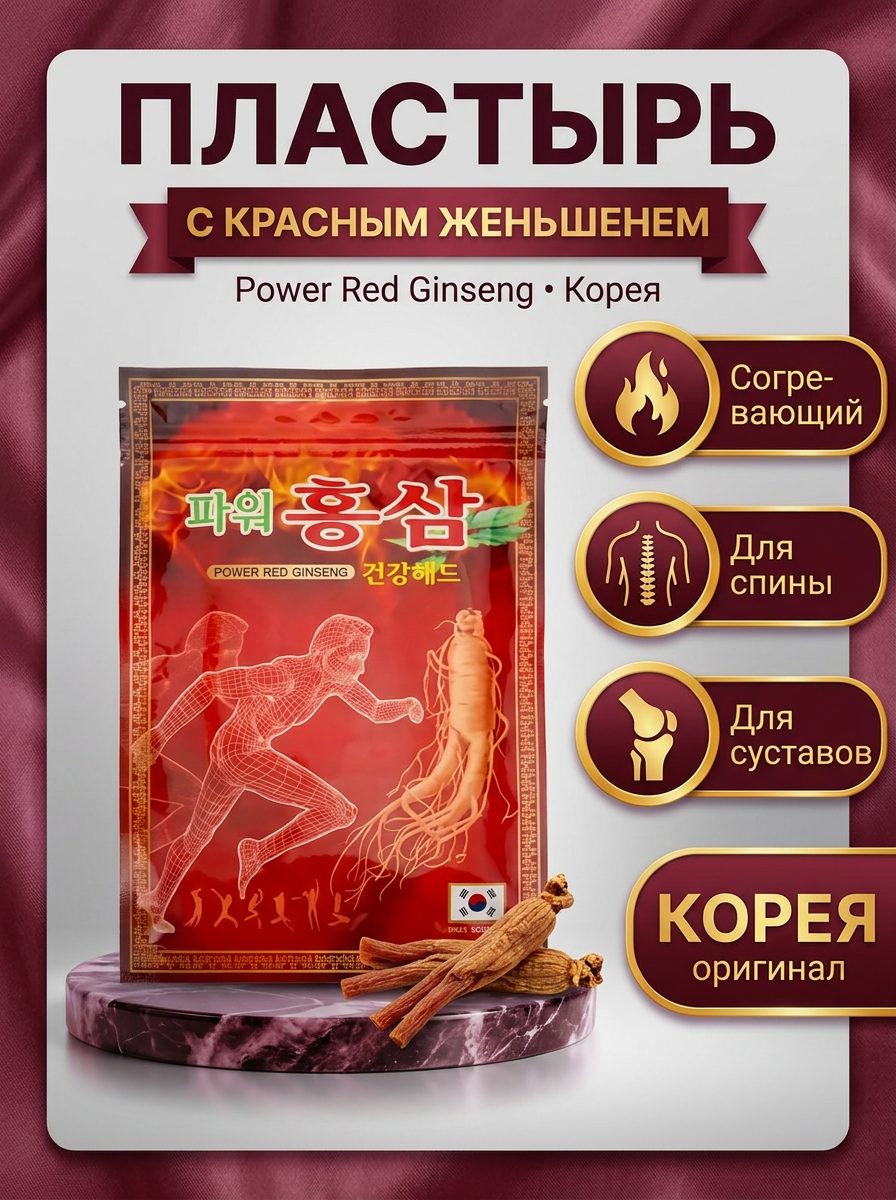 ПЛАСТЫРЬ
С КРАСНЫМ ЖЕНЬШЕНЕМ
Power Red Ginseng • Корея
Согре-
вающий
Для
спины
Для
суставов
КОРЕЯ
оригинал
파워 홍삼
POWER RED GINSENG 건강해드